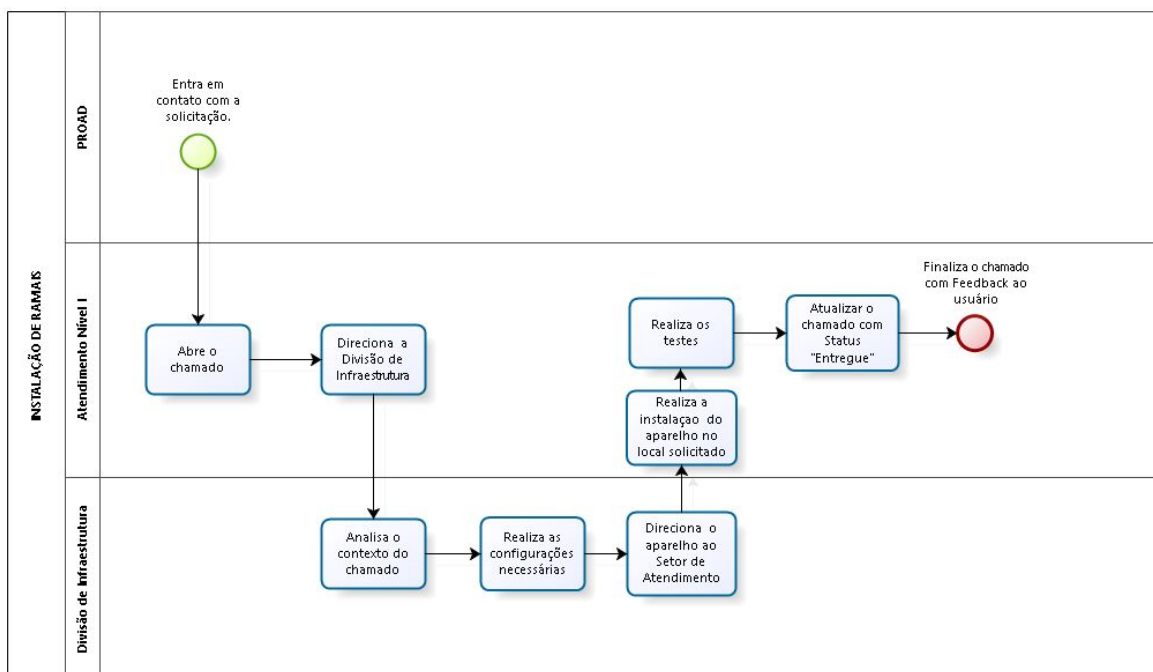 INSTALAÇÃO DE RAMAIS
PROAD
Entra em
contato com a
solicitação.
Atendimento Nível I
Abre o
chamado
Direciona a
Divisão de
Infraestrutura
Realiza os
testes
Atualizar o
chamado com
Status
"Entregue"
Finaliza o chamado
com Feedback ao
usuário
Realiza a
instalaçao do
aparelho no
local solicitado
Divisão de Infraestrutura
Analisa o
contexto do
chamado
Realiza as
configurações
necessárias
Direciona o
aparelho ao
Setor de
Atendimento